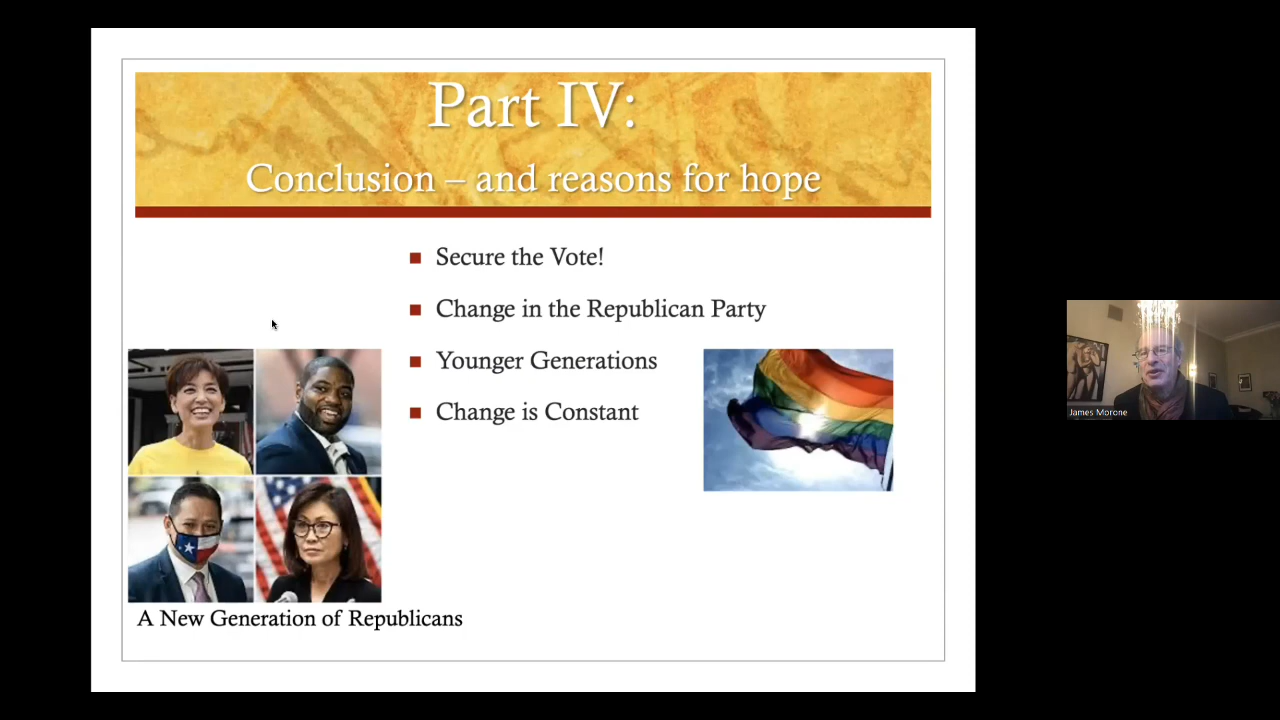 Part IV:
Conclusion – and reasons for hope
Secure the Vote!
Change in the Republican Party
Younger Generations
Change is Constant
A New Generation of Republicans
James Morone